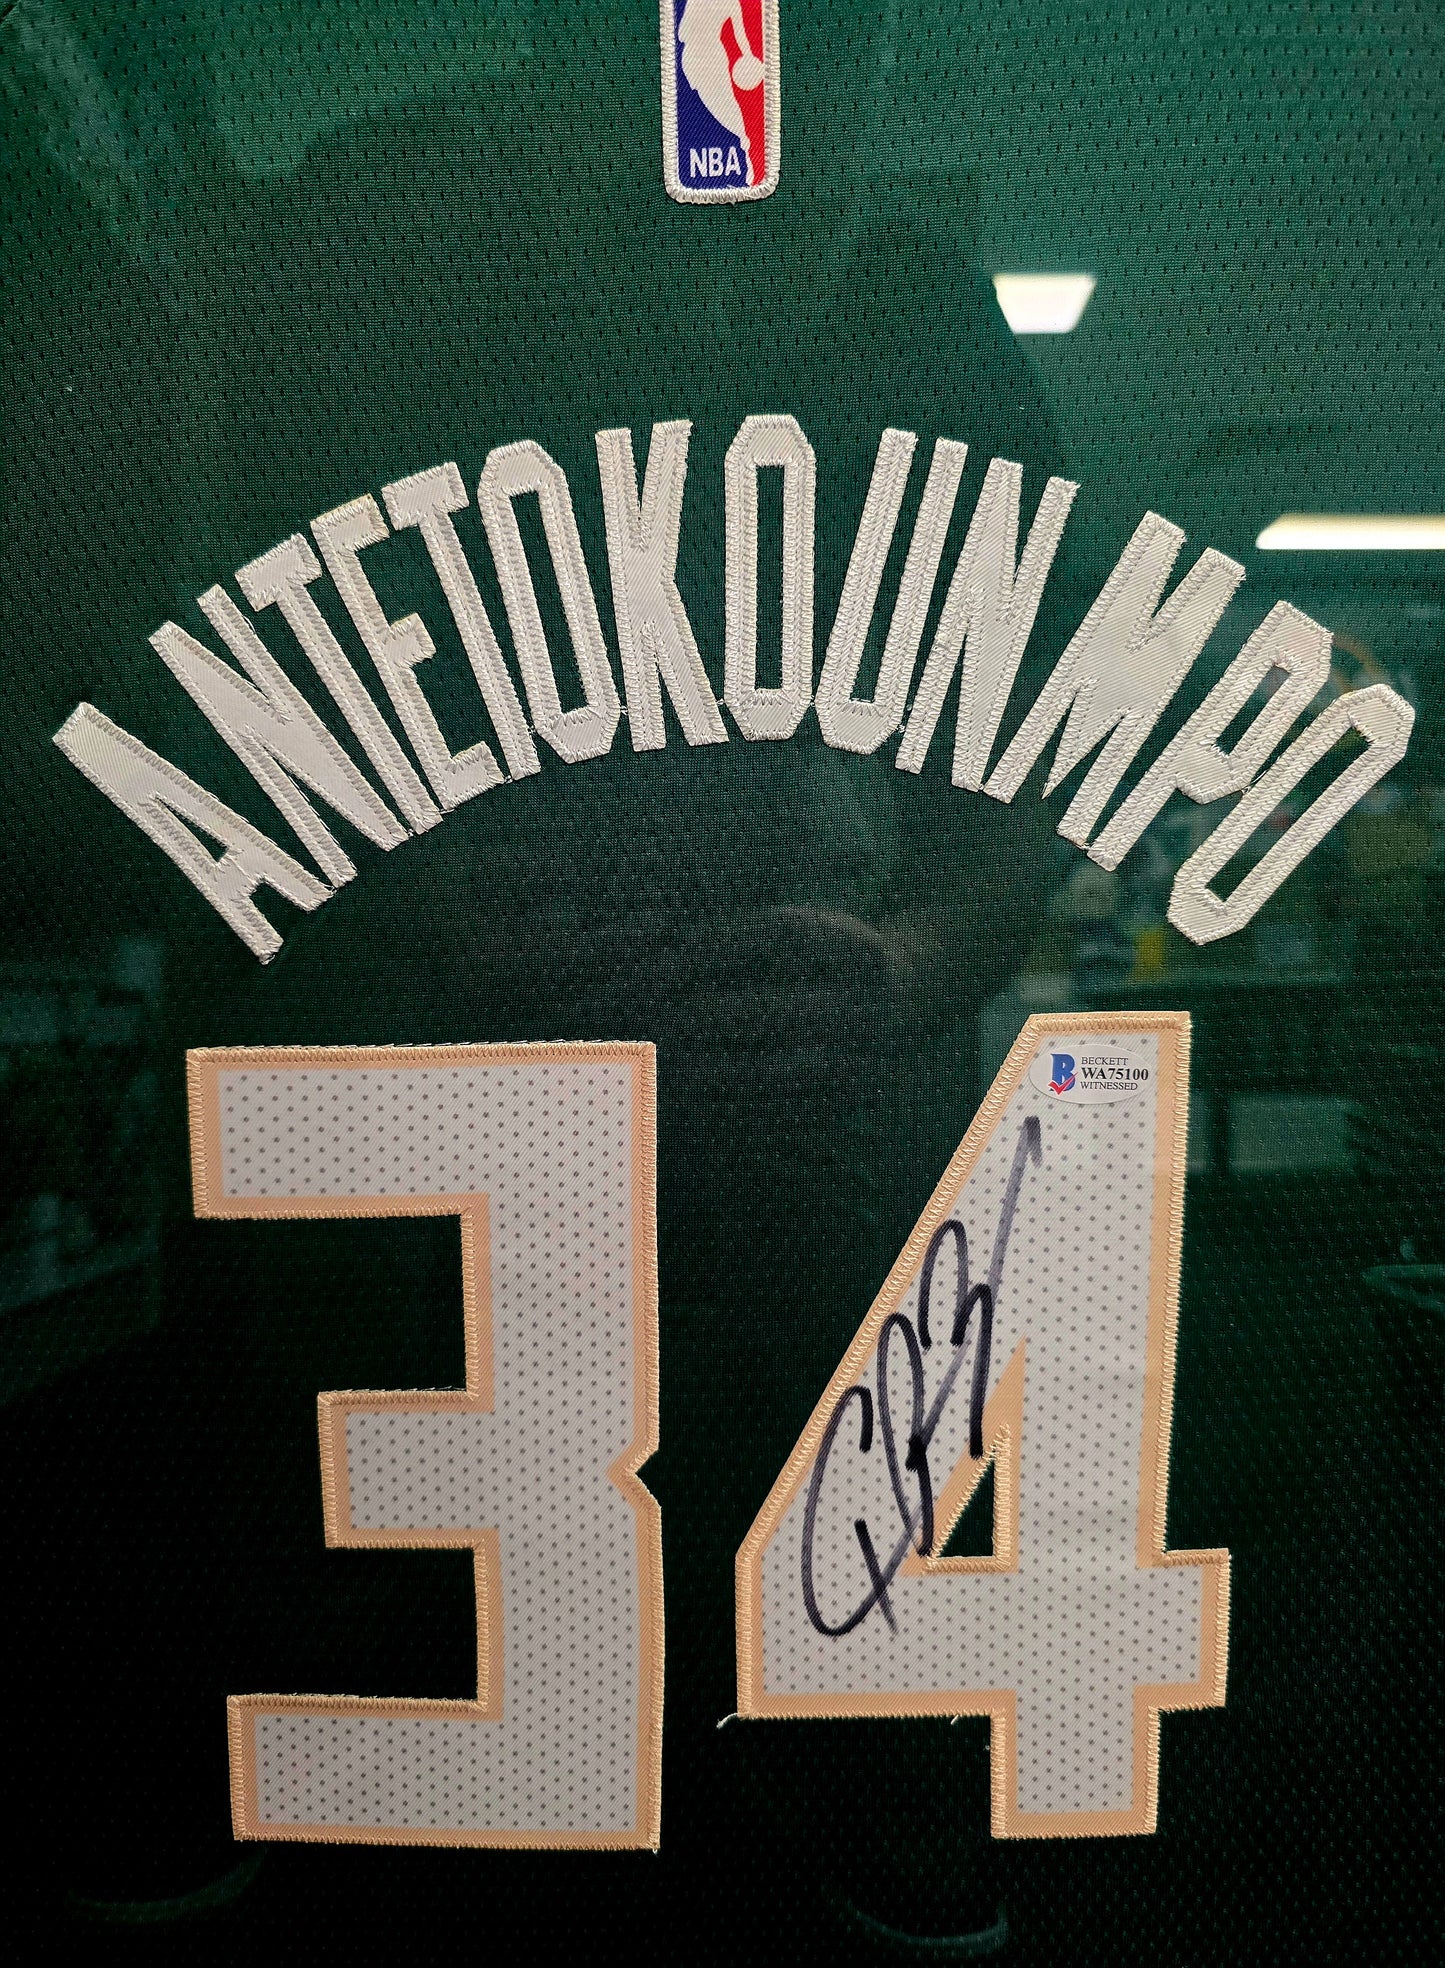 NBA
ANTETOKOUNMPO
34
BECKETT
WA75100
WITNESSED